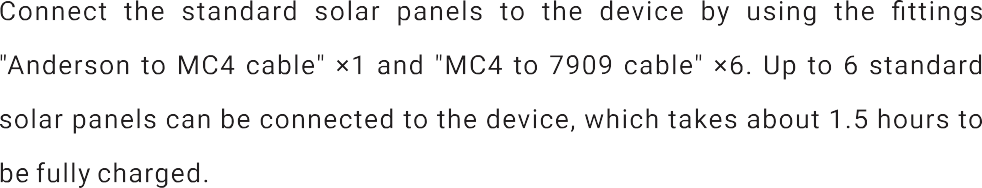 Connect the standard solar panels to the device by using the fittings
"Anderson to MC4 cable" ×1 and "MC4 to 7909 cable" ×6. Up to 6 standard
solar panels can be connected to the device, which takes about 1.5 hours to
be fully charged.